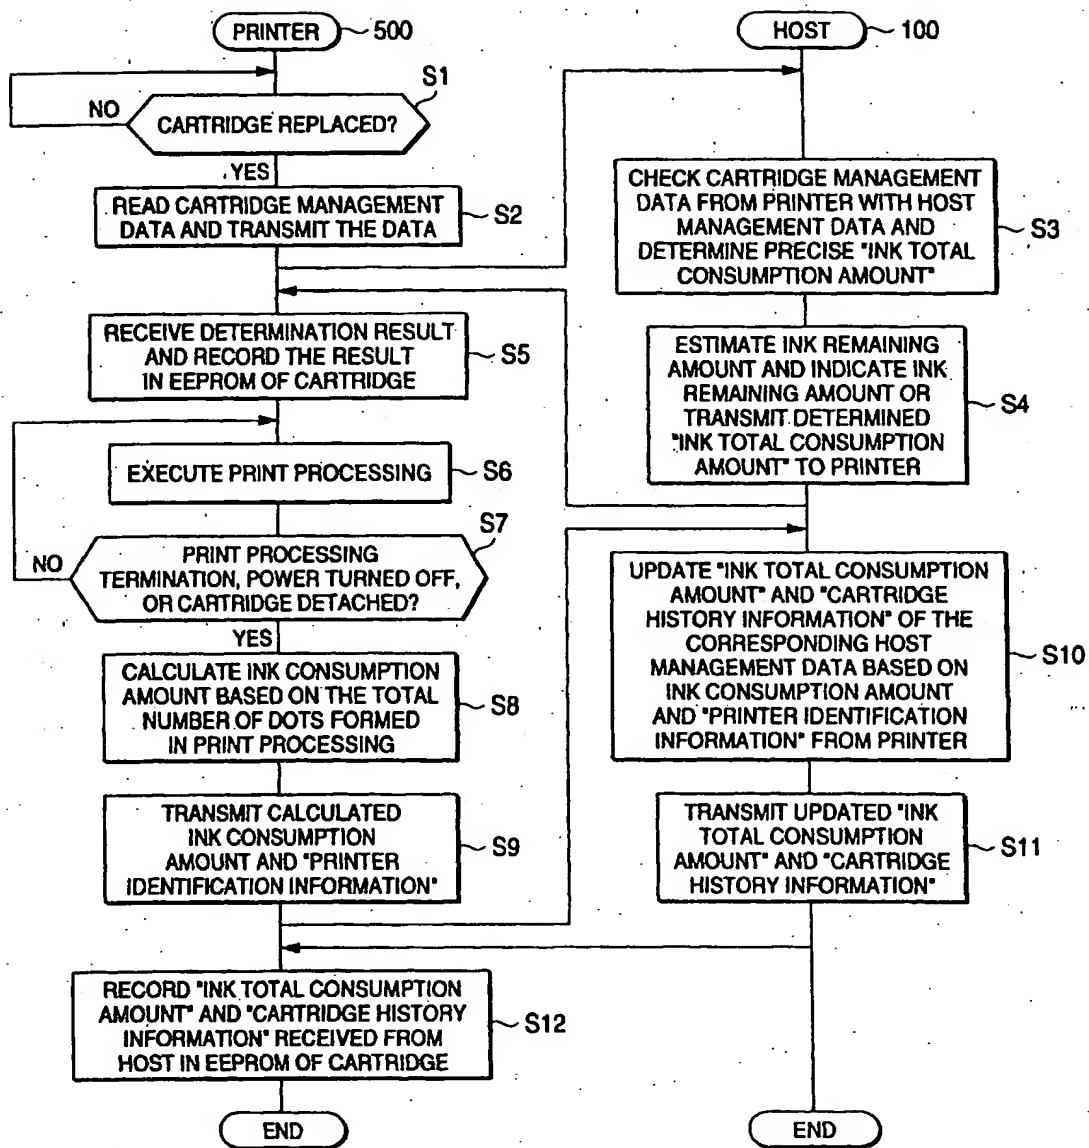 PRINTER
500
S1
NO
CARTRIDGE REPLACED?
YES
READ CARTRIDGE MANAGEMENT
DATA AND TRANSMIT THE DATA
S2
RECEIVE DETERMINATION RESULT
AND RECORD THE RESULT
IN EEPROM OF CARTRIDGE
S5
EXECUTE PRINT PROCESSING
S6
S7
NO
PRINT PROCESSING
TERMINATION, POWER TURNED OFF,
OR CARTRIDGE DETACHED?
YES
CALCULATE INK CONSUMPTION
AMOUNT BASED ON THE TOTAL
NUMBER OF DOTS FORMED
IN PRINT PROCESSING
S8
TRANSMIT CALCULATED
INK CONSUMPTION
AMOUNT AND "PRINTER
IDENTIFICATION INFORMATION"
S9
RECORD "INK TOTAL CONSUMPTION
AMOUNT" AND "CARTRIDGE HISTORY
INFORMATION" RECEIVED FROM
HOST IN EEPROM OF CARTRIDGE
S12
END
HOST
100
CHECK CARTRIDGE MANAGEMENT
DATA FROM PRINTER WITH HOST
MANAGEMENT DATA AND
DETERMINE PRECISE "INK TOTAL
CONSUMPTION AMOUNT"
S3
ESTIMATE INK REMAINING
AMOUNT AND INDICATE INK
REMAINING AMOUNT OR
TRANSMIT DETERMINED
"INK TOTAL CONSUMPTION
AMOUNT" TO PRINTER
S4
UPDATE "INK TOTAL CONSUMPTION
AMOUNT" AND "CARTRIDGE
HISTORY INFORMATION" OF THE
CORRESPONDING HOST
MANAGEMENT DATA BASED ON
INK CONSUMPTION AMOUNT
AND "PRINTER IDENTIFICATION
INFORMATION" FROM PRINTER
S10
TRANSMIT UPDATED "INK
TOTAL CONSUMPTION
AMOUNT" AND "CARTRIDGE
HISTORY INFORMATION"
S11
END